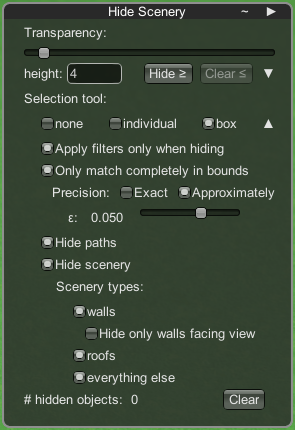 Hide Scenery ~ ►
Transparency:
height: 4 Hide ≥ Clear ≤ ▼
Selection tool:
none individual box ▲
Apply filters only when hiding
Only match completely in bounds
Precision: Exact Approximately
ε: 0.050
Hide paths
Hide scenery
Scenery types:
walls
Hide only walls facing view
roofs
everything else
# hidden objects: 0 Clear